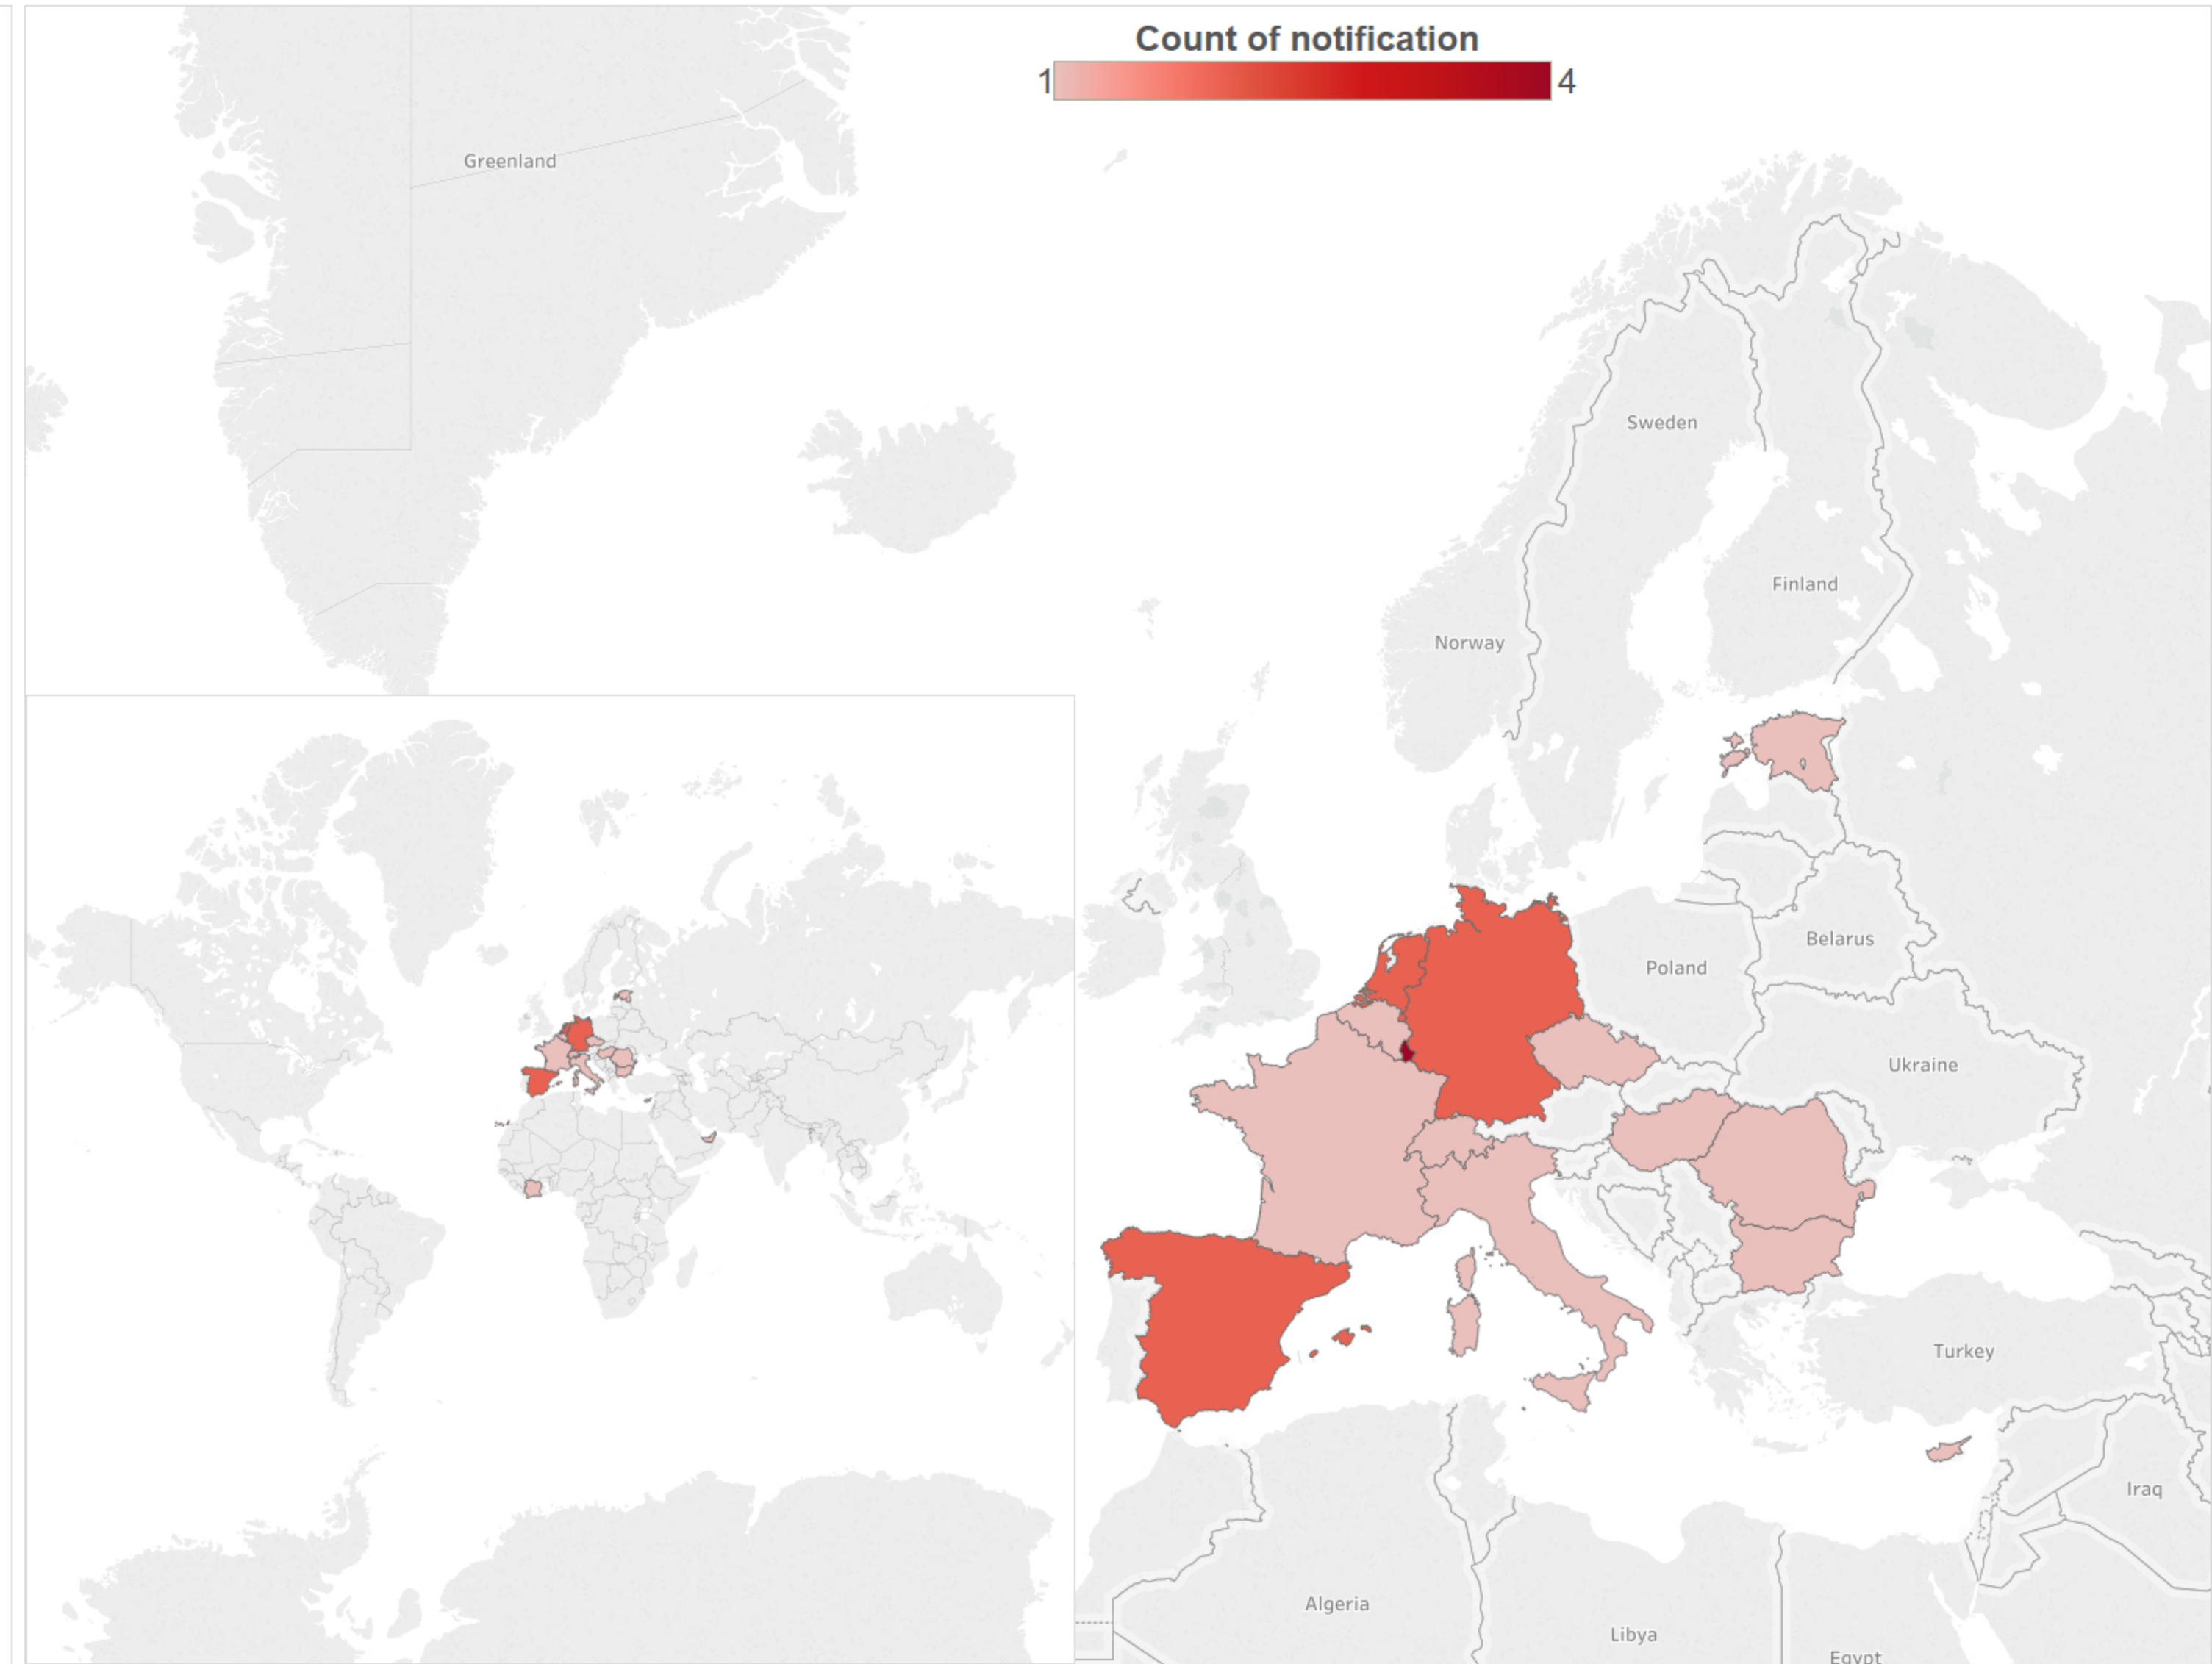 Count of notification
1 4
Greenland
Sweden
Finland
Norway
Belarus
Poland
Ukraine
Turkey
Iraq
Algeria
Libya
Egypt